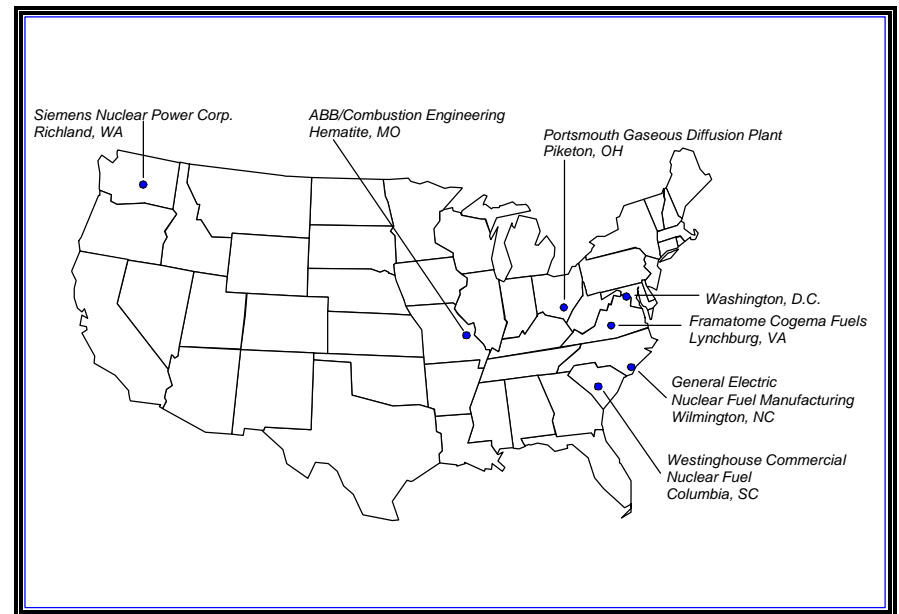 Siemens Nuclear Power Corp.
Richland, WA
ABB/Combustion Engineering
Hematite, MO
Portsmouth Gaseous Diffusion Plant
Piketon, OH
Washington, D.C.
Framatome Cogema Fuels
Lynchburg, VA
General Electric
Nuclear Fuel Manufacturing
Wilmington, NC
Westinghouse Commercial
Nuclear Fuel
Columbia, SC